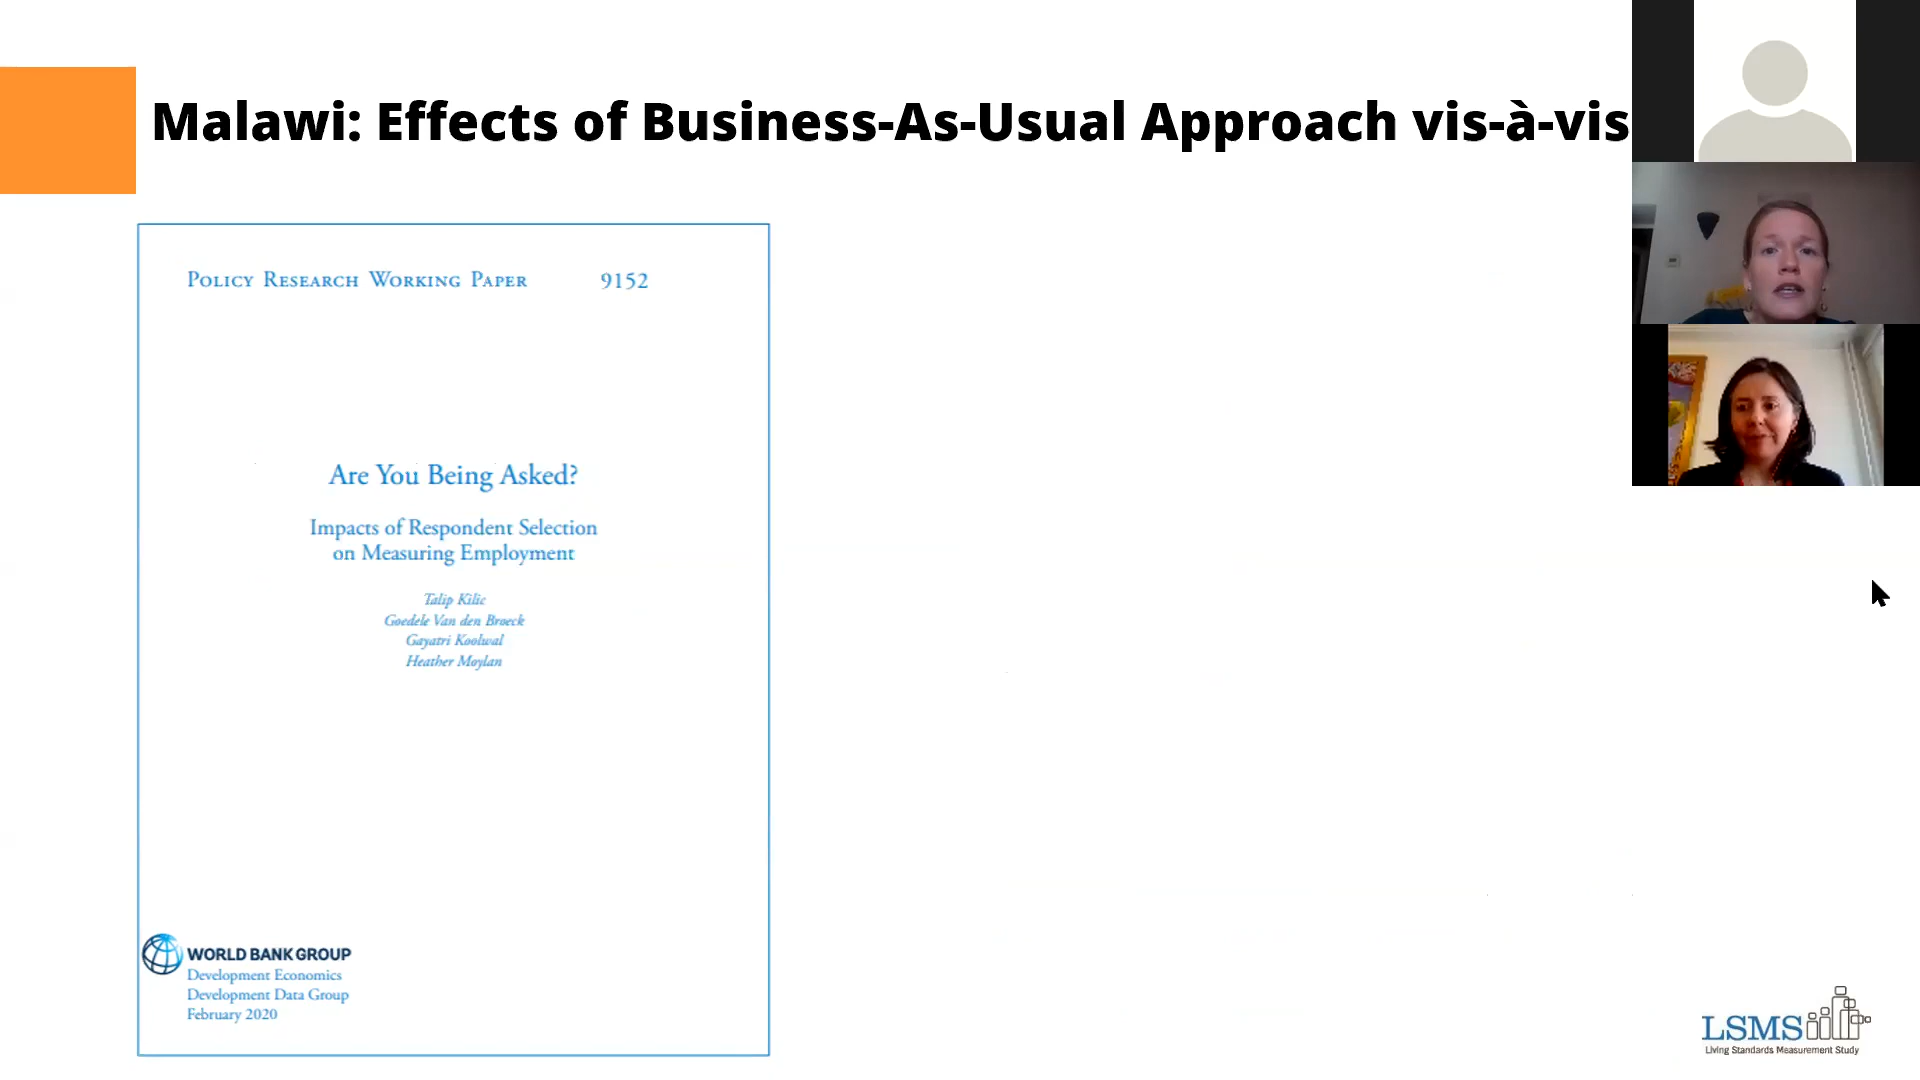 Malawi: Effects of Business-As-Usual Approach vis-à-vis
Policy Research Working Paper 9152
Are You Being Asked?
Impacts of Respondent Selection
on Measuring Employment
Talip Kilic
Goedele Van den Broeck
Gayatri Koolwal
Heather Moylan
WORLD BANK GROUP
Development Economics
Development Data Group
February 2020
LSMS
Living Standards Measurement Study